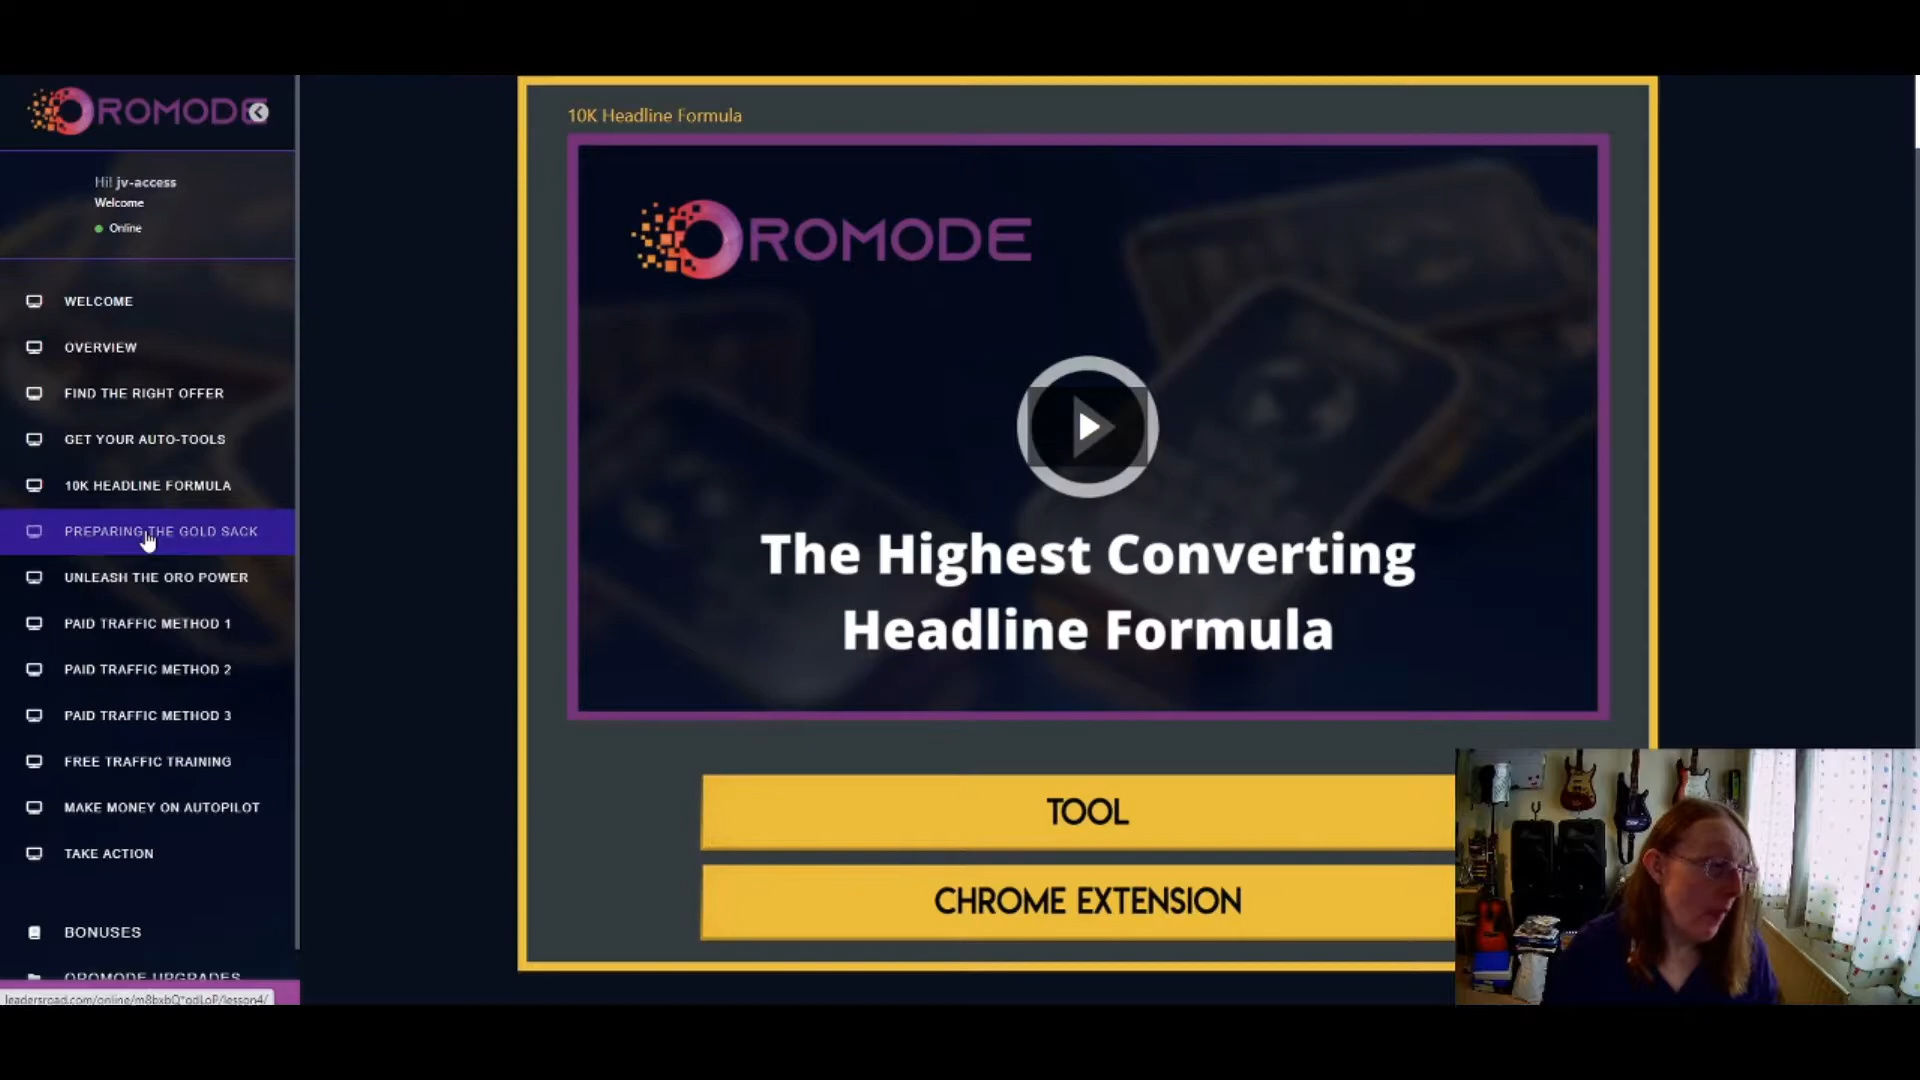 OROMODE
Hi! jv-access
Welcome
Online
WELCOME
OVERVIEW
FIND THE RIGHT OFFER
GET YOUR AUTO-TOOLS
10K HEADLINE FORMULA
PREPARING THE GOLD SACK
UNLEASH THE ORO POWER
PAID TRAFFIC METHOD 1
PAID TRAFFIC METHOD 2
PAID TRAFFIC METHOD 3
FREE TRAFFIC TRAINING
MAKE MONEY ON AUTOPILOT
TAKE ACTION
BONUSES
OROMODE UPGRADES
10K Headline Formula
OROMODE
The Highest Converting
Headline Formula
TOOL
CHROME EXTENSION